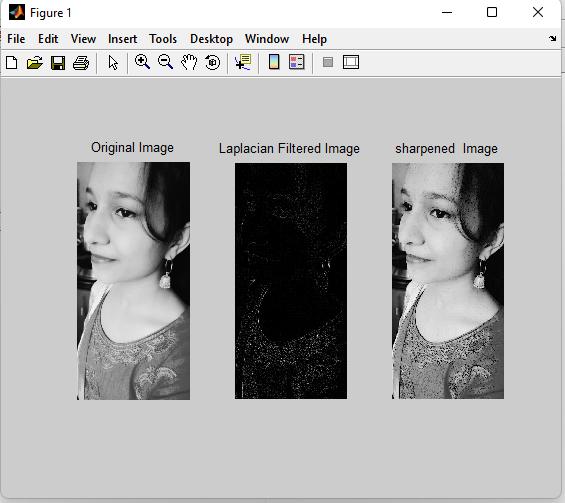 Figure 1
File Edit View Insert Tools Desktop Window Help
Original Image
Laplacian Filtered Image
sharpened  Image